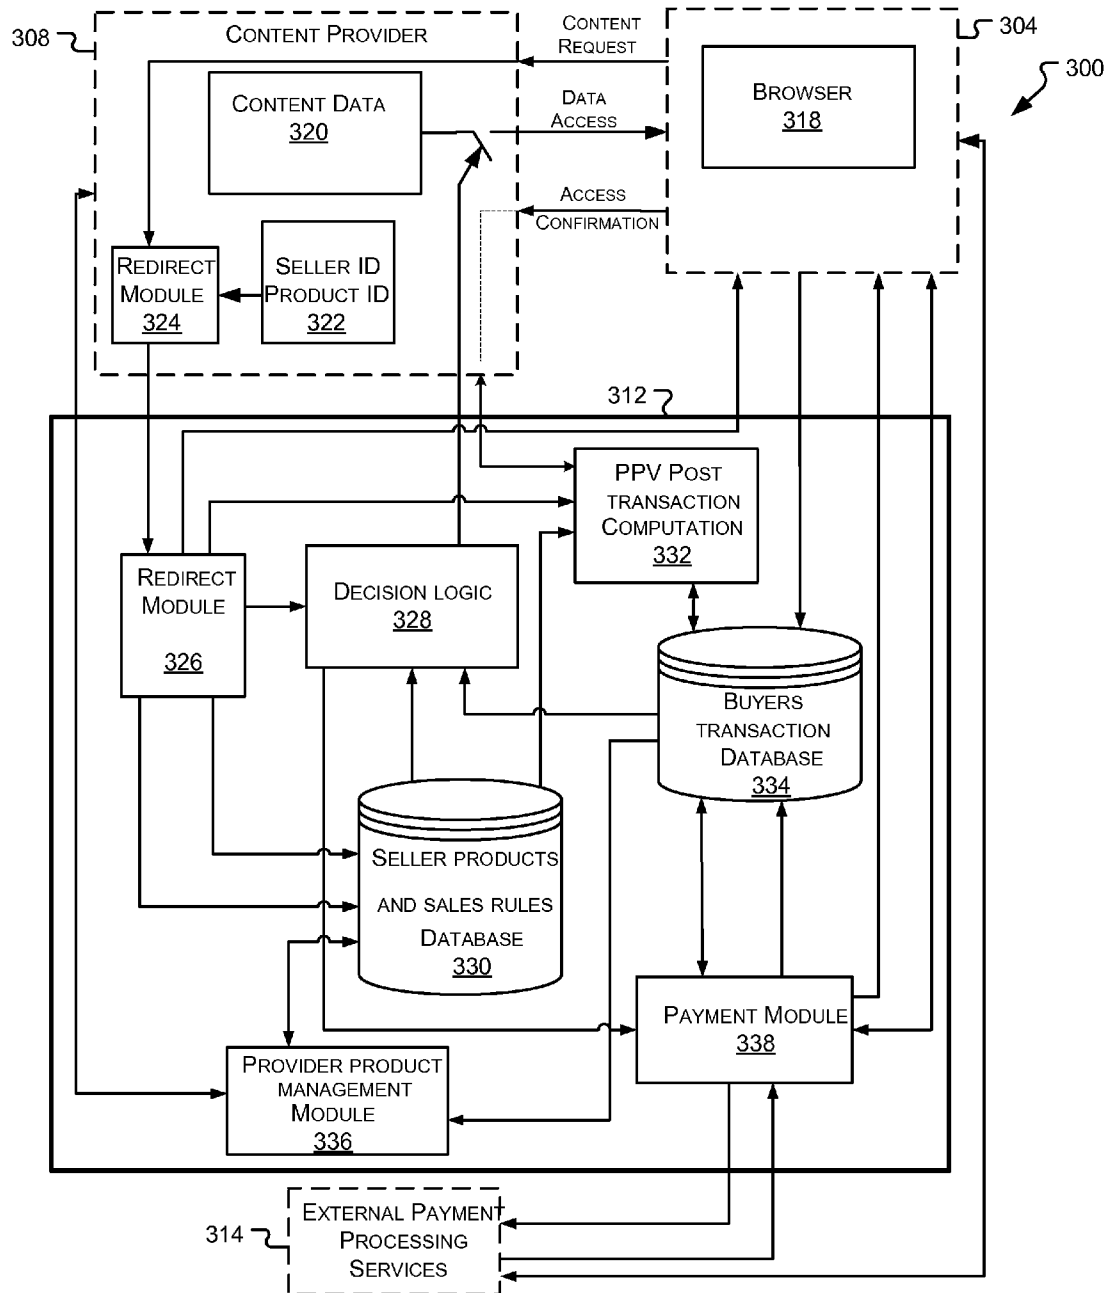 308
CONTENT PROVIDER
CONTENT
REQUEST
304
300
CONTENT DATA
320
DATA
ACCESS
BROWSER
318
ACCESS
CONFIRMATION
REDIRECT
MODULE
324
SELLER ID
PRODUCT ID
322
312
PPV POST
TRANSACTION
COMPUTATION
332
REDIRECT
MODULE
326
DECISION LOGIC
328
BUYERS
TRANSACTION
DATABASE
334
SELLER PRODUCTS
AND SALES RULES
DATABASE
330
PAYMENT MODULE
338
PROVIDER PRODUCT
MANAGEMENT
MODULE
336
314
EXTERNAL PAYMENT
PROCESSING
SERVICES